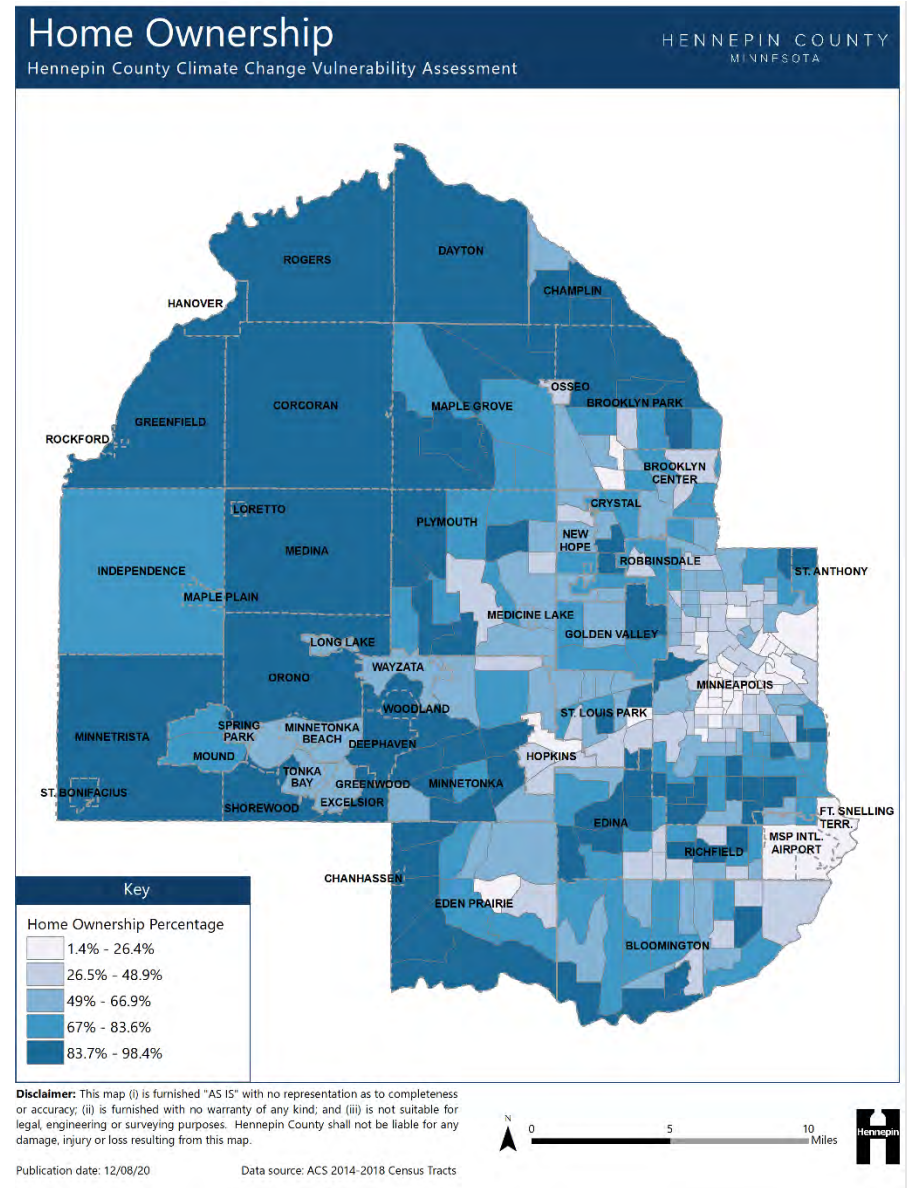 Home Ownership
Hennepin County Climate Change Vulnerability Assessment
HENNEPIN COUNTY
MINNESOTA
DAYTON
ROGERS
CHAMPLIN
HANOVER
OSSEO
BROOKLYN PARK
MAPLE GROVE
CORCORAN
GREENFIELD
ROCKFORD
BROOKLYN
CENTER
CRYSTAL
LORETTO
PLYMOUTH
NEW
HOPE
MEDINA
ROBBINSDALE
INDEPENDENCE
ST. ANTHONY
MAPLE PLAIN
MEDICINE LAKE
GOLDEN VALLEY
LONG LAKE
WAYZATA
ORONO
MINNEAPOLIS
WOODLAND
ST. LOUIS PARK
SPRING
PARK
MINNETONKA
BEACH
MINNETRISTA
DEEPHAVEN
MOUND
HOPKINS
TONKA
BAY
GREENWOOD
MINNETONKA
ST. BONIFACIUS
EXCELSIOR
SHOREWOOD
FT. SNELLING
TERR.
EDINA
MSP INTL.
AIRPORT
RICHFIELD
CHANHASSEN
EDEN PRAIRIE
BLOOMINGTON
Key
Home Ownership Percentage
1.4% - 26.4%
26.5% - 48.9%
49% - 66.9%
67% - 83.6%
83.7% - 98.4%
Disclaimer: This map (i) is furnished "AS IS" with no representation as to completeness
or accuracy; (ii) is furnished with no warranty of any kind; and (iii) is not suitable for
legal, engineering or surveying purposes. Hennepin County shall not be liable for any
damage, injury or loss resulting from this map.
Publication date: 12/08/20
Data source: ACS 2014-2018 Census Tracts
N
0
5
10
Miles
Hennepin